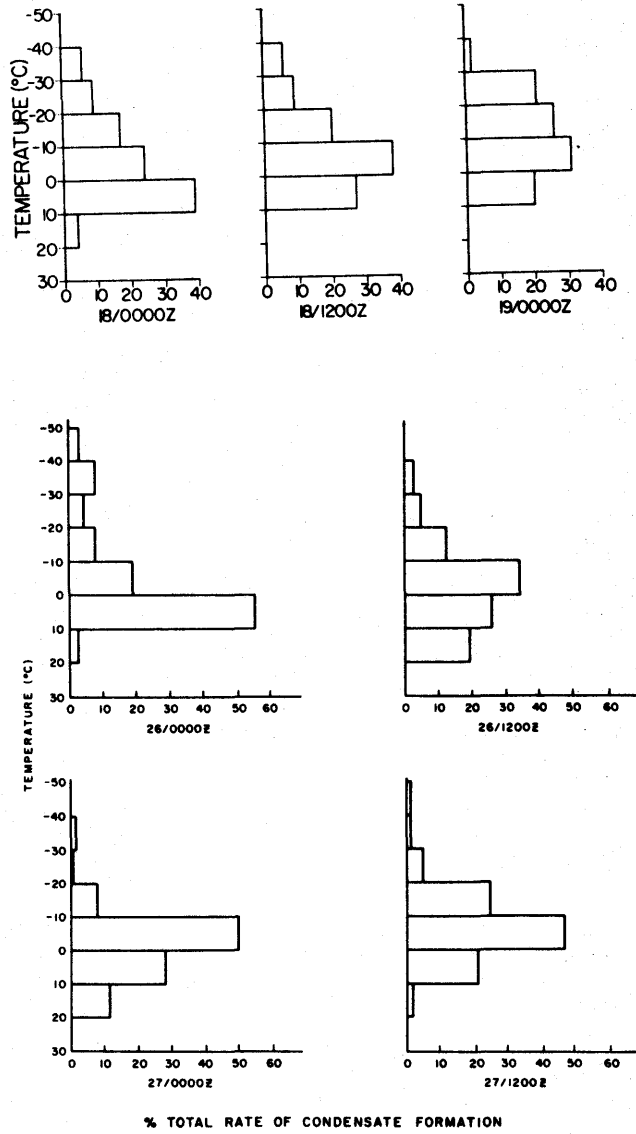 TEMPERATURE (°C)
-50
-40
-30
-20
-10
0
10
20
30
0 10 20 30 40
18/0000Z
0 10 20 30 40
18/1200Z
0 10 20 30 40
19/0000Z
TEMPERATURE (°C)
-50
-40
-30
-20
-10
0
10
20
30
0 10 20 30 40 50 60
26/0000Z
0 10 20 30 40 50 60
26/1200Z
-50
-40
-30
-20
-10
0
10
20
30
0 10 20 30 40 50 60
27/0000Z
0 10 20 30 40 50 60
27/1200Z
% TOTAL RATE OF CONDENSATE FORMATION